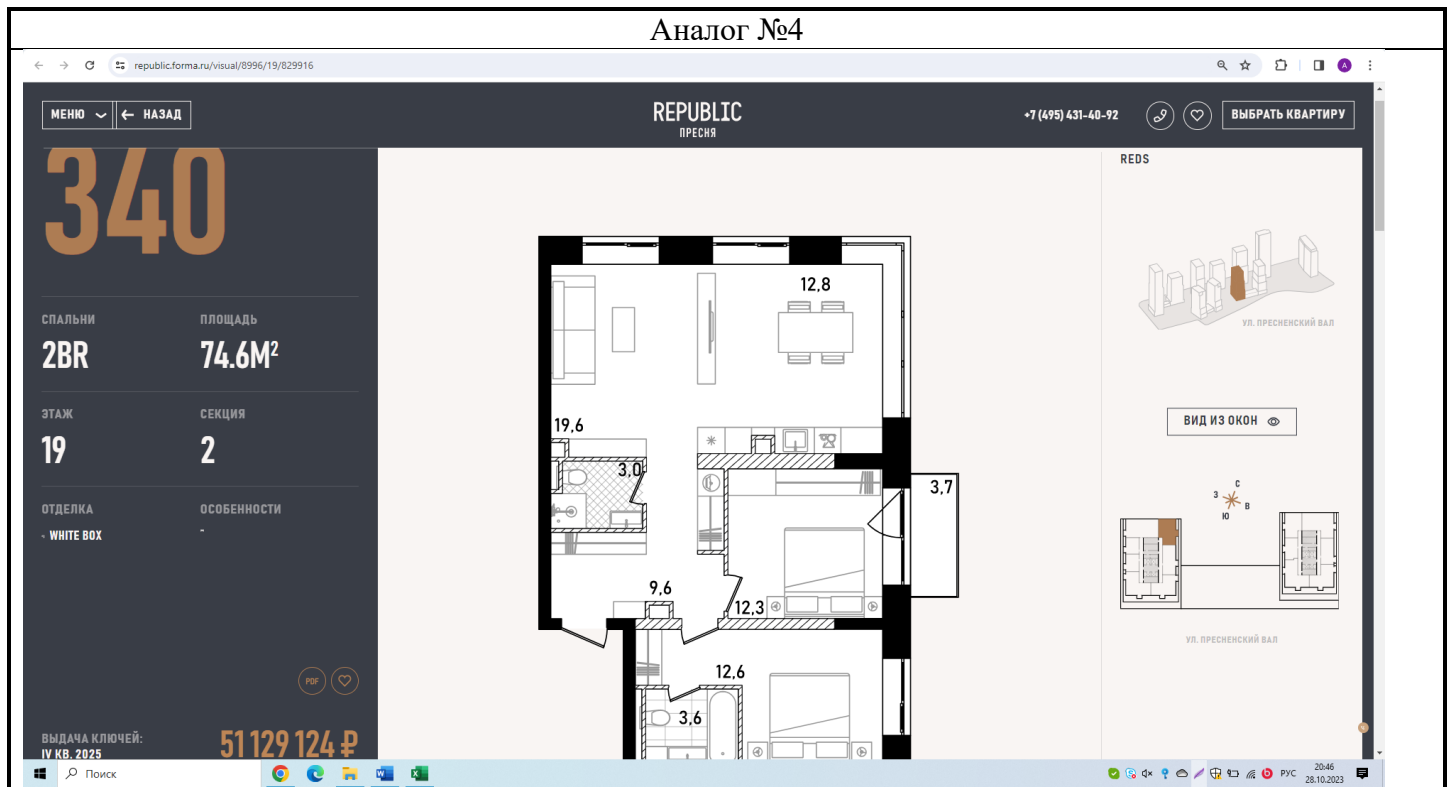 Аналог №4
republic.forma.ru/visual/8996/19/829916
МЕНЮ
НАЗАД
REPUBLIC
ПРЕСНЯ
+7 (495) 431-40-92
ВЫБРАТЬ КВАРТИРУ
340
СПАЛЬНИ
ПЛОЩАДЬ
2BR
74.6М²
ЭТАЖ
СЕКЦИЯ
19
2
ОТДЕЛКА
ОСОБЕННОСТИ
- WHITE BOX
-
PDF
ВЫДАЧА КЛЮЧЕЙ:
IV КВ. 2025
51 129 124 ₽
12,8
19,6
3,0
3,7
9,6
12,3
12,6
3,6
REDS
УЛ. ПРЕСНЕНСКИЙ ВАЛ
ВИД ИЗ ОКОН
С
З
В
Ю
УЛ. ПРЕСНЕНСКИЙ ВАЛ
Поиск
РУС
20:46
28.10.2023